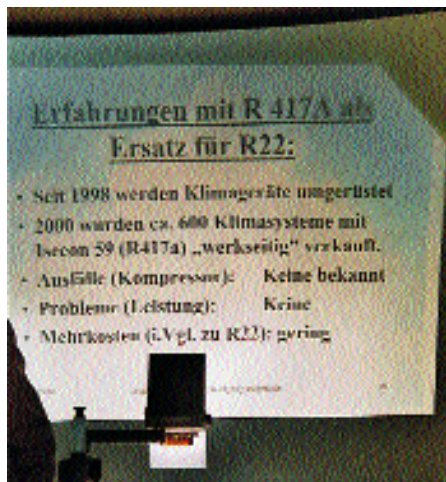 Erfahrungen mit R 417A als
Ersatz für R22:
• Seit 1998 werden Klimageräte umgerüstet
• 2000 wurden ca. 600 Klimasysteme mit
Isceon 59 (R417a) „werkseitig“ verkauft.
• Ausfälle (Kompressor): Keine bekannt
• Probleme (Leistung): Keine
• Mehrkosten (i.Vgl. zu R22): gering